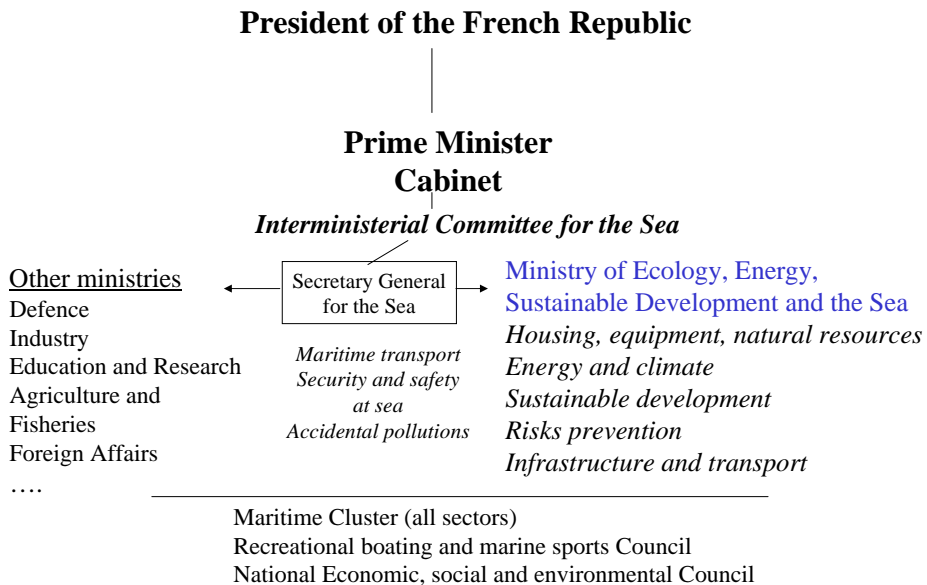 President of the French Republic
Prime Minister
Cabinet
Interministerial Committee for the Sea
Other ministries
Defence
Industry
Education and Research
Agriculture and
Fisheries
Foreign Affairs
….
Secretary General
for the Sea
Maritime transport
Security and safety
at sea
Accidental pollutions
Ministry of Ecology, Energy,
Sustainable Development and the Sea
Housing, equipment, natural resources
Energy and climate
Sustainable development
Risks prevention
Infrastructure and transport
Maritime Cluster (all sectors)
Recreational boating and marine sports Council
National Economic, social and environmental Council